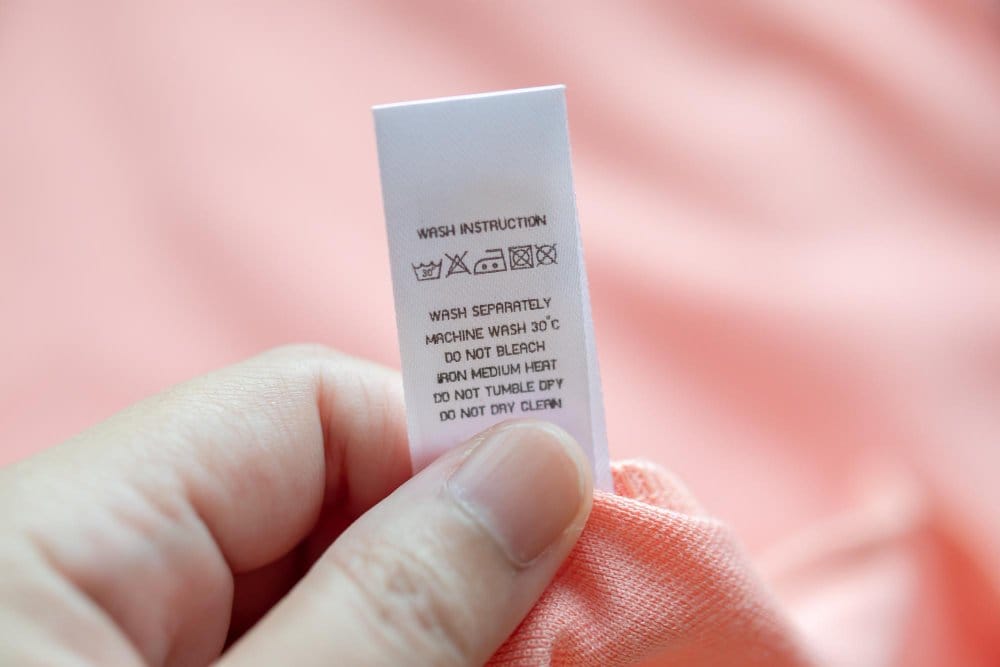 WASH INSTRUCTION
30°
WASH SEPARATELY
MACHINE WASH 30°C
DO NOT BLEACH
IRON MEDIUM HEAT
DO NOT TUMBLE DRY
DO NOT DRY CLEAN